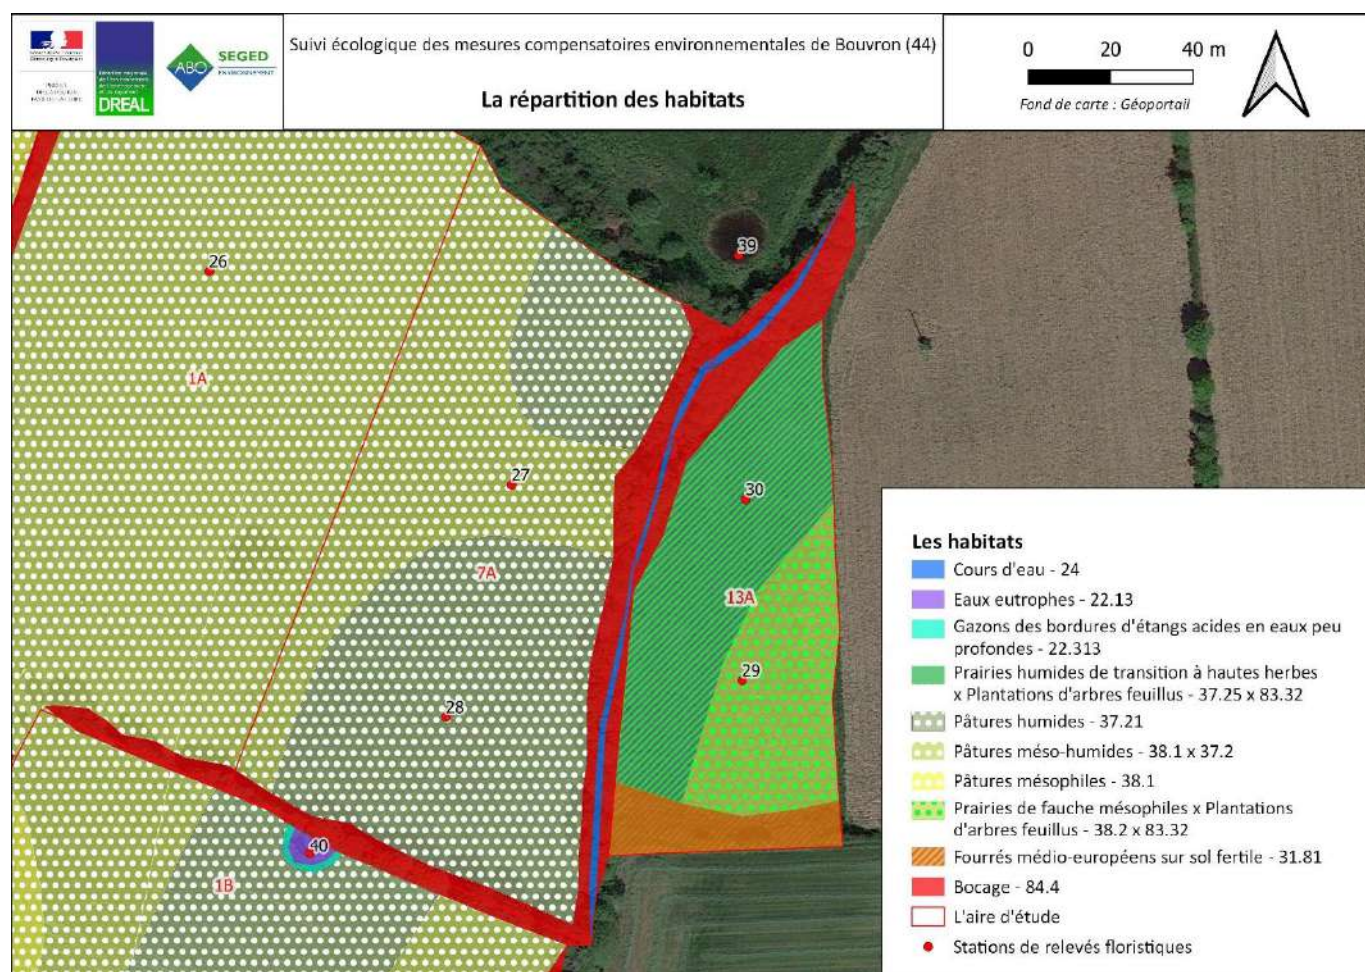 Suivi écologique des mesures compensatoires environnementales de Bouvron (44)
La répartition des habitats
DREAL
ABO
SEGED
ENVIRONNEMENT
0 20 40 m
Fond de carte : Géoportail
39
26
1A
27
30
7A
13A
29
28
40
1B
Les habitats
Cours d'eau - 24
Eaux eutrophes - 22.13
Gazons des bordures d'étangs acides en eaux peu
profondes - 22.313
Prairies humides de transition à hautes herbes
x Plantations d'arbres feuillus - 37.25 x 83.32
Pâtures humides - 37.21
Pâtures méso-humides - 38.1 x 37.2
Pâtures mésophiles - 38.1
Prairies de fauche mésophiles x Plantations
d'arbres feuillus - 38.2 x 83.32
Fourrés médio-européens sur sol fertile - 31.81
Bocage - 84.4
L'aire d'étude
Stations de relevés floristiques